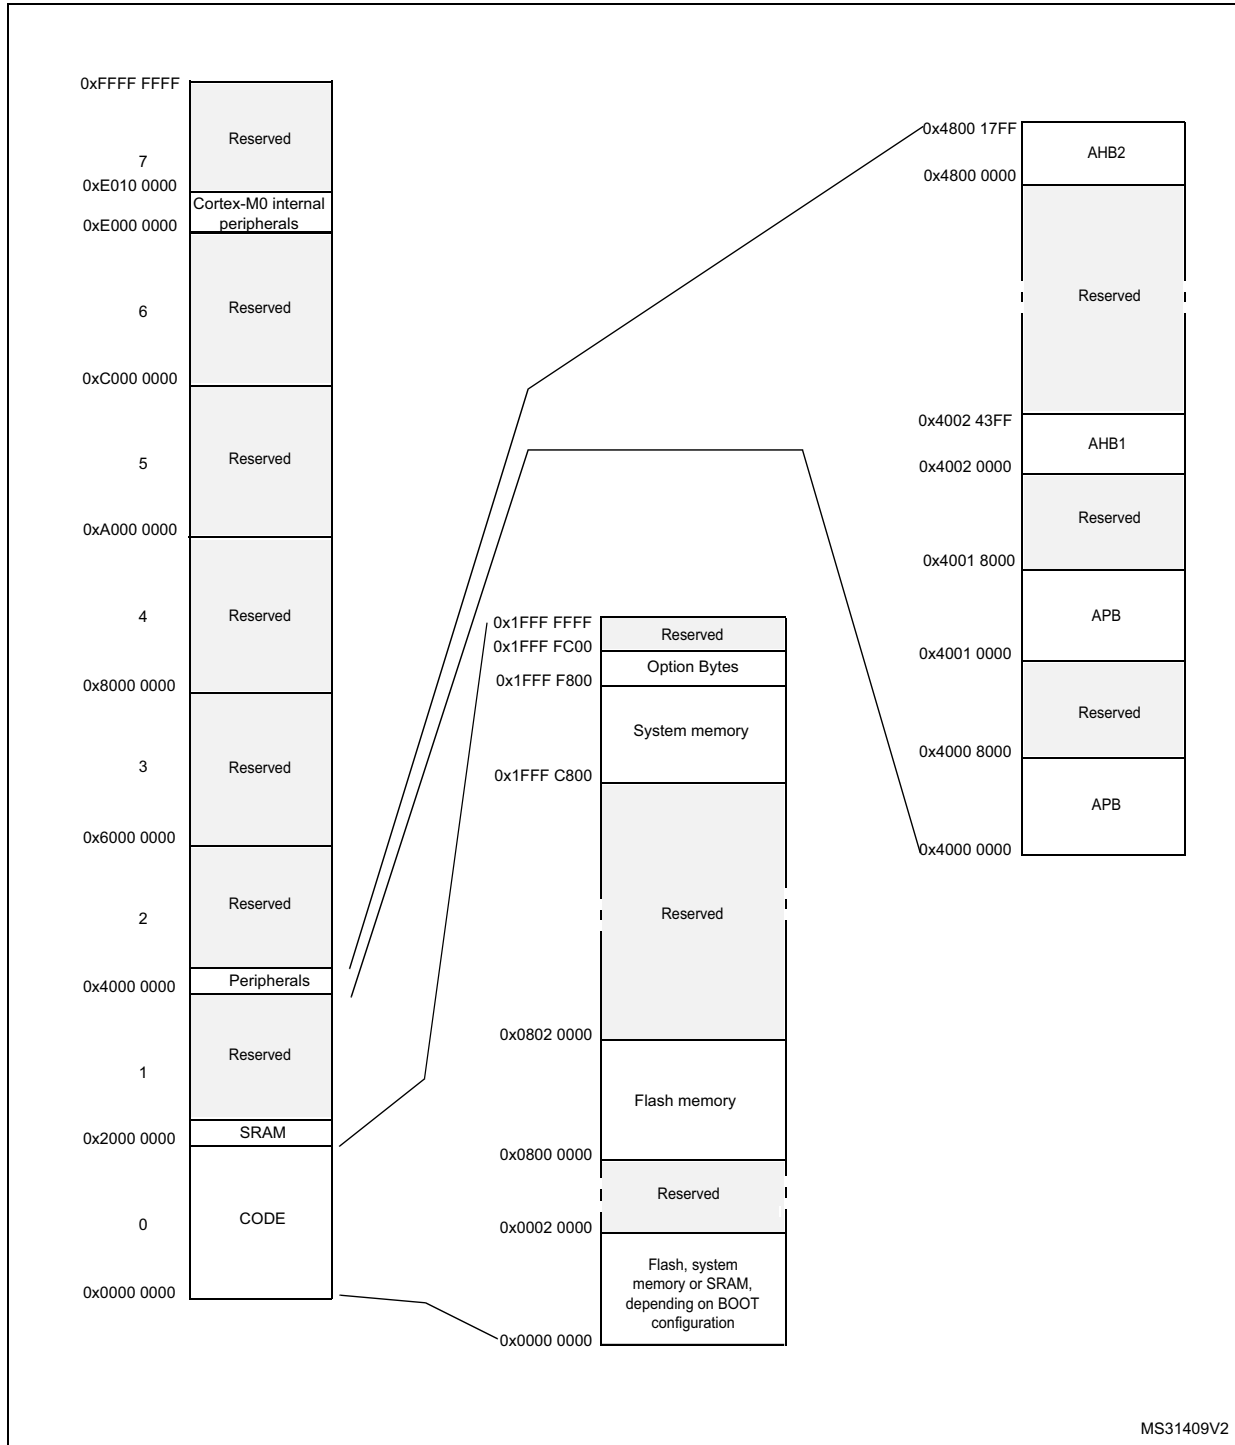 0xFFFF FFFF
Reserved
7
0xE010 0000
Cortex-M0 internal
peripherals
0xE000 0000
Reserved
6
0xC000 0000
Reserved
5
0xA000 0000
Reserved
4
0x8000 0000
Reserved
3
0x6000 0000
Reserved
2
Peripherals
0x4000 0000
Reserved
1
SRAM
0x2000 0000
CODE
0
0x0000 0000
0x1FFF FFFF
Reserved
0x1FFF FC00
Option Bytes
0x1FFF F800
System memory
0x1FFF C800
Reserved
0x0802 0000
Flash memory
0x0800 0000
Reserved
0x0002 0000
Flash, system
memory or SRAM,
depending on BOOT
configuration
0x0000 0000
0x4800 17FF
AHB2
0x4800 0000
Reserved
0x4002 43FF
AHB1
0x4002 0000
Reserved
0x4001 8000
APB
0x4001 0000
Reserved
0x4000 8000
APB
0x4000 0000
MS31409V2